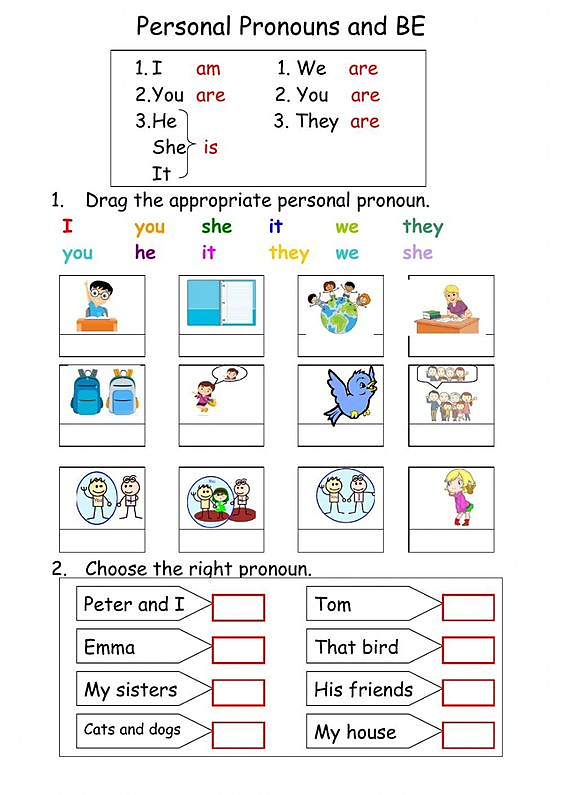 Personal Pronouns and BE
1. I am 1. We are
2. You are 2. You are
3. He 3. They are
She is
It
1. Drag the appropriate personal pronoun.
I you she it we they
you he it they we she
2. Choose the right pronoun.
Peter and I Tom
Emma That bird
My sisters His friends
Cats and dogs My house